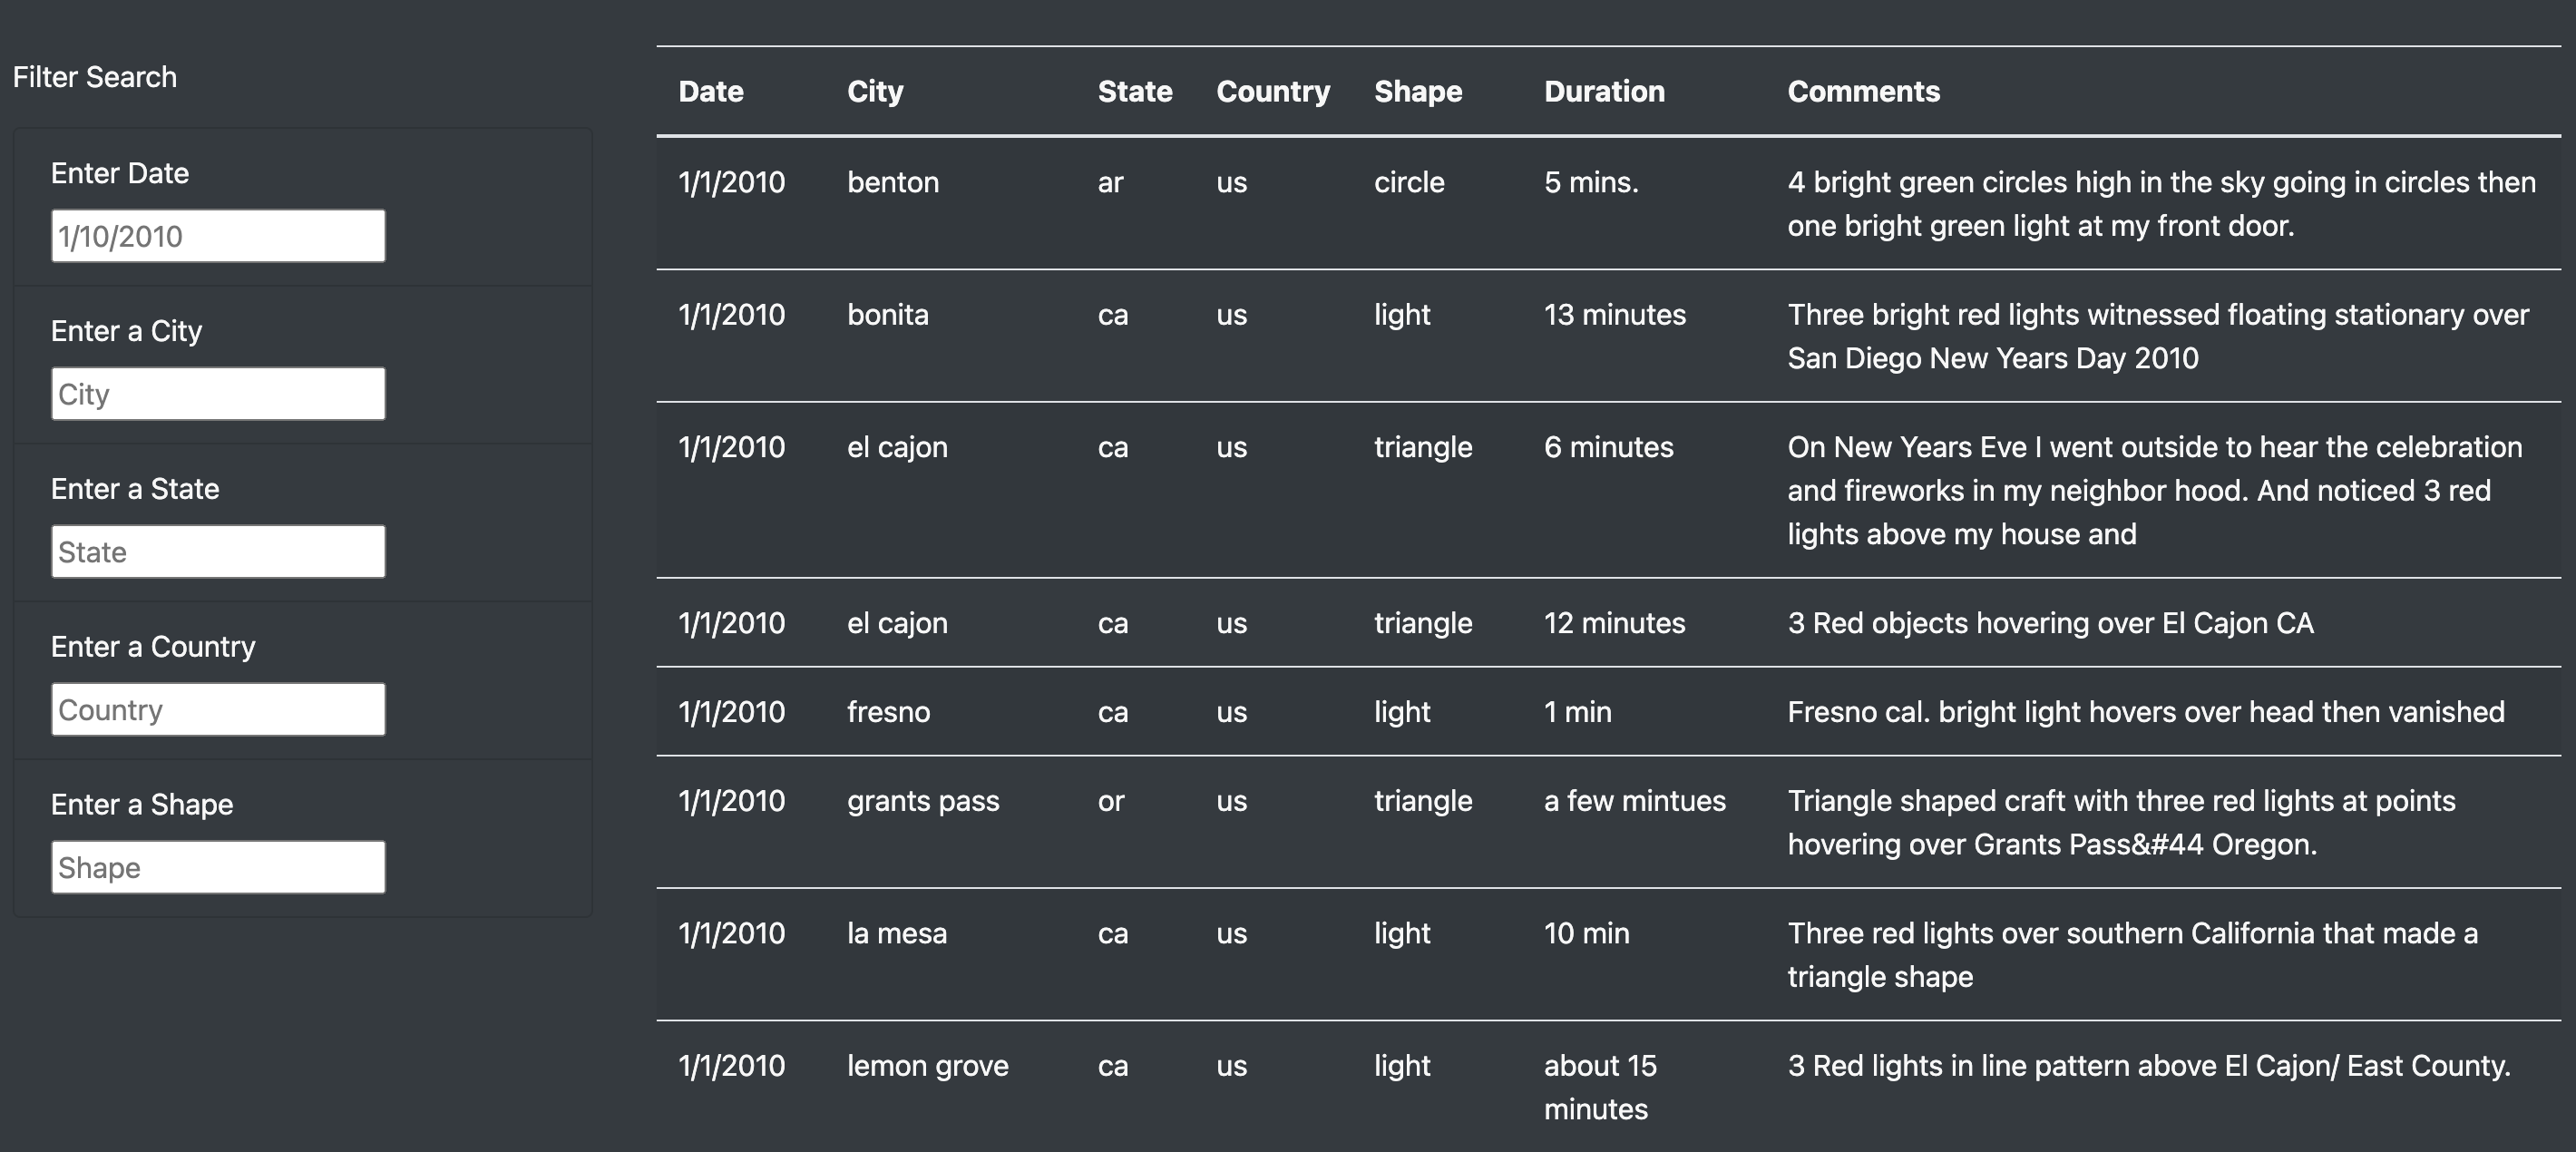 Filter Search
Enter Date
1/10/2010
Enter a City
City
Enter a State
State
Enter a Country
Country
Enter a Shape
Shape
Date City State Country Shape Duration Comments
1/1/2010 benton ar us circle 5 mins. 4 bright green circles high in the sky going in circles then
one bright green light at my front door.
1/1/2010 bonita ca us light 13 minutes Three bright red lights witnessed floating stationary over
San Diego New Years Day 2010
1/1/2010 el cajon ca us triangle 6 minutes On New Years Eve I went outside to hear the celebration
and fireworks in my neighbor hood. And noticed 3 red
lights above my house and
1/1/2010 el cajon ca us triangle 12 minutes 3 Red objects hovering over El Cajon CA
1/1/2010 fresno ca us light 1 min Fresno cal. bright light hovers over head then vanished
1/1/2010 grants pass or us triangle a few mintues Triangle shaped craft with three red lights at points
hovering over Grants Pass&#44 Oregon.
1/1/2010 la mesa ca us light 10 min Three red lights over southern California that made a
triangle shape
1/1/2010 lemon grove ca us light about 15 3 Red lights in line pattern above El Cajon/ East County.
minutes